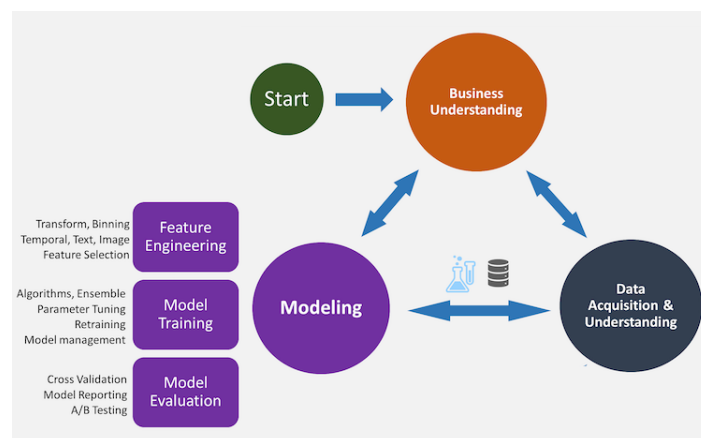 Start
Business
Understanding
Transform, Binning
Temporal, Text, Image
Feature Selection
Feature
Engineering
Algorithms, Ensemble
Parameter Tuning
Retraining
Model management
Model
Training
Cross Validation
Model Reporting
A/B Testing
Model
Evaluation
Modeling
Data
Acquisition &
Understanding